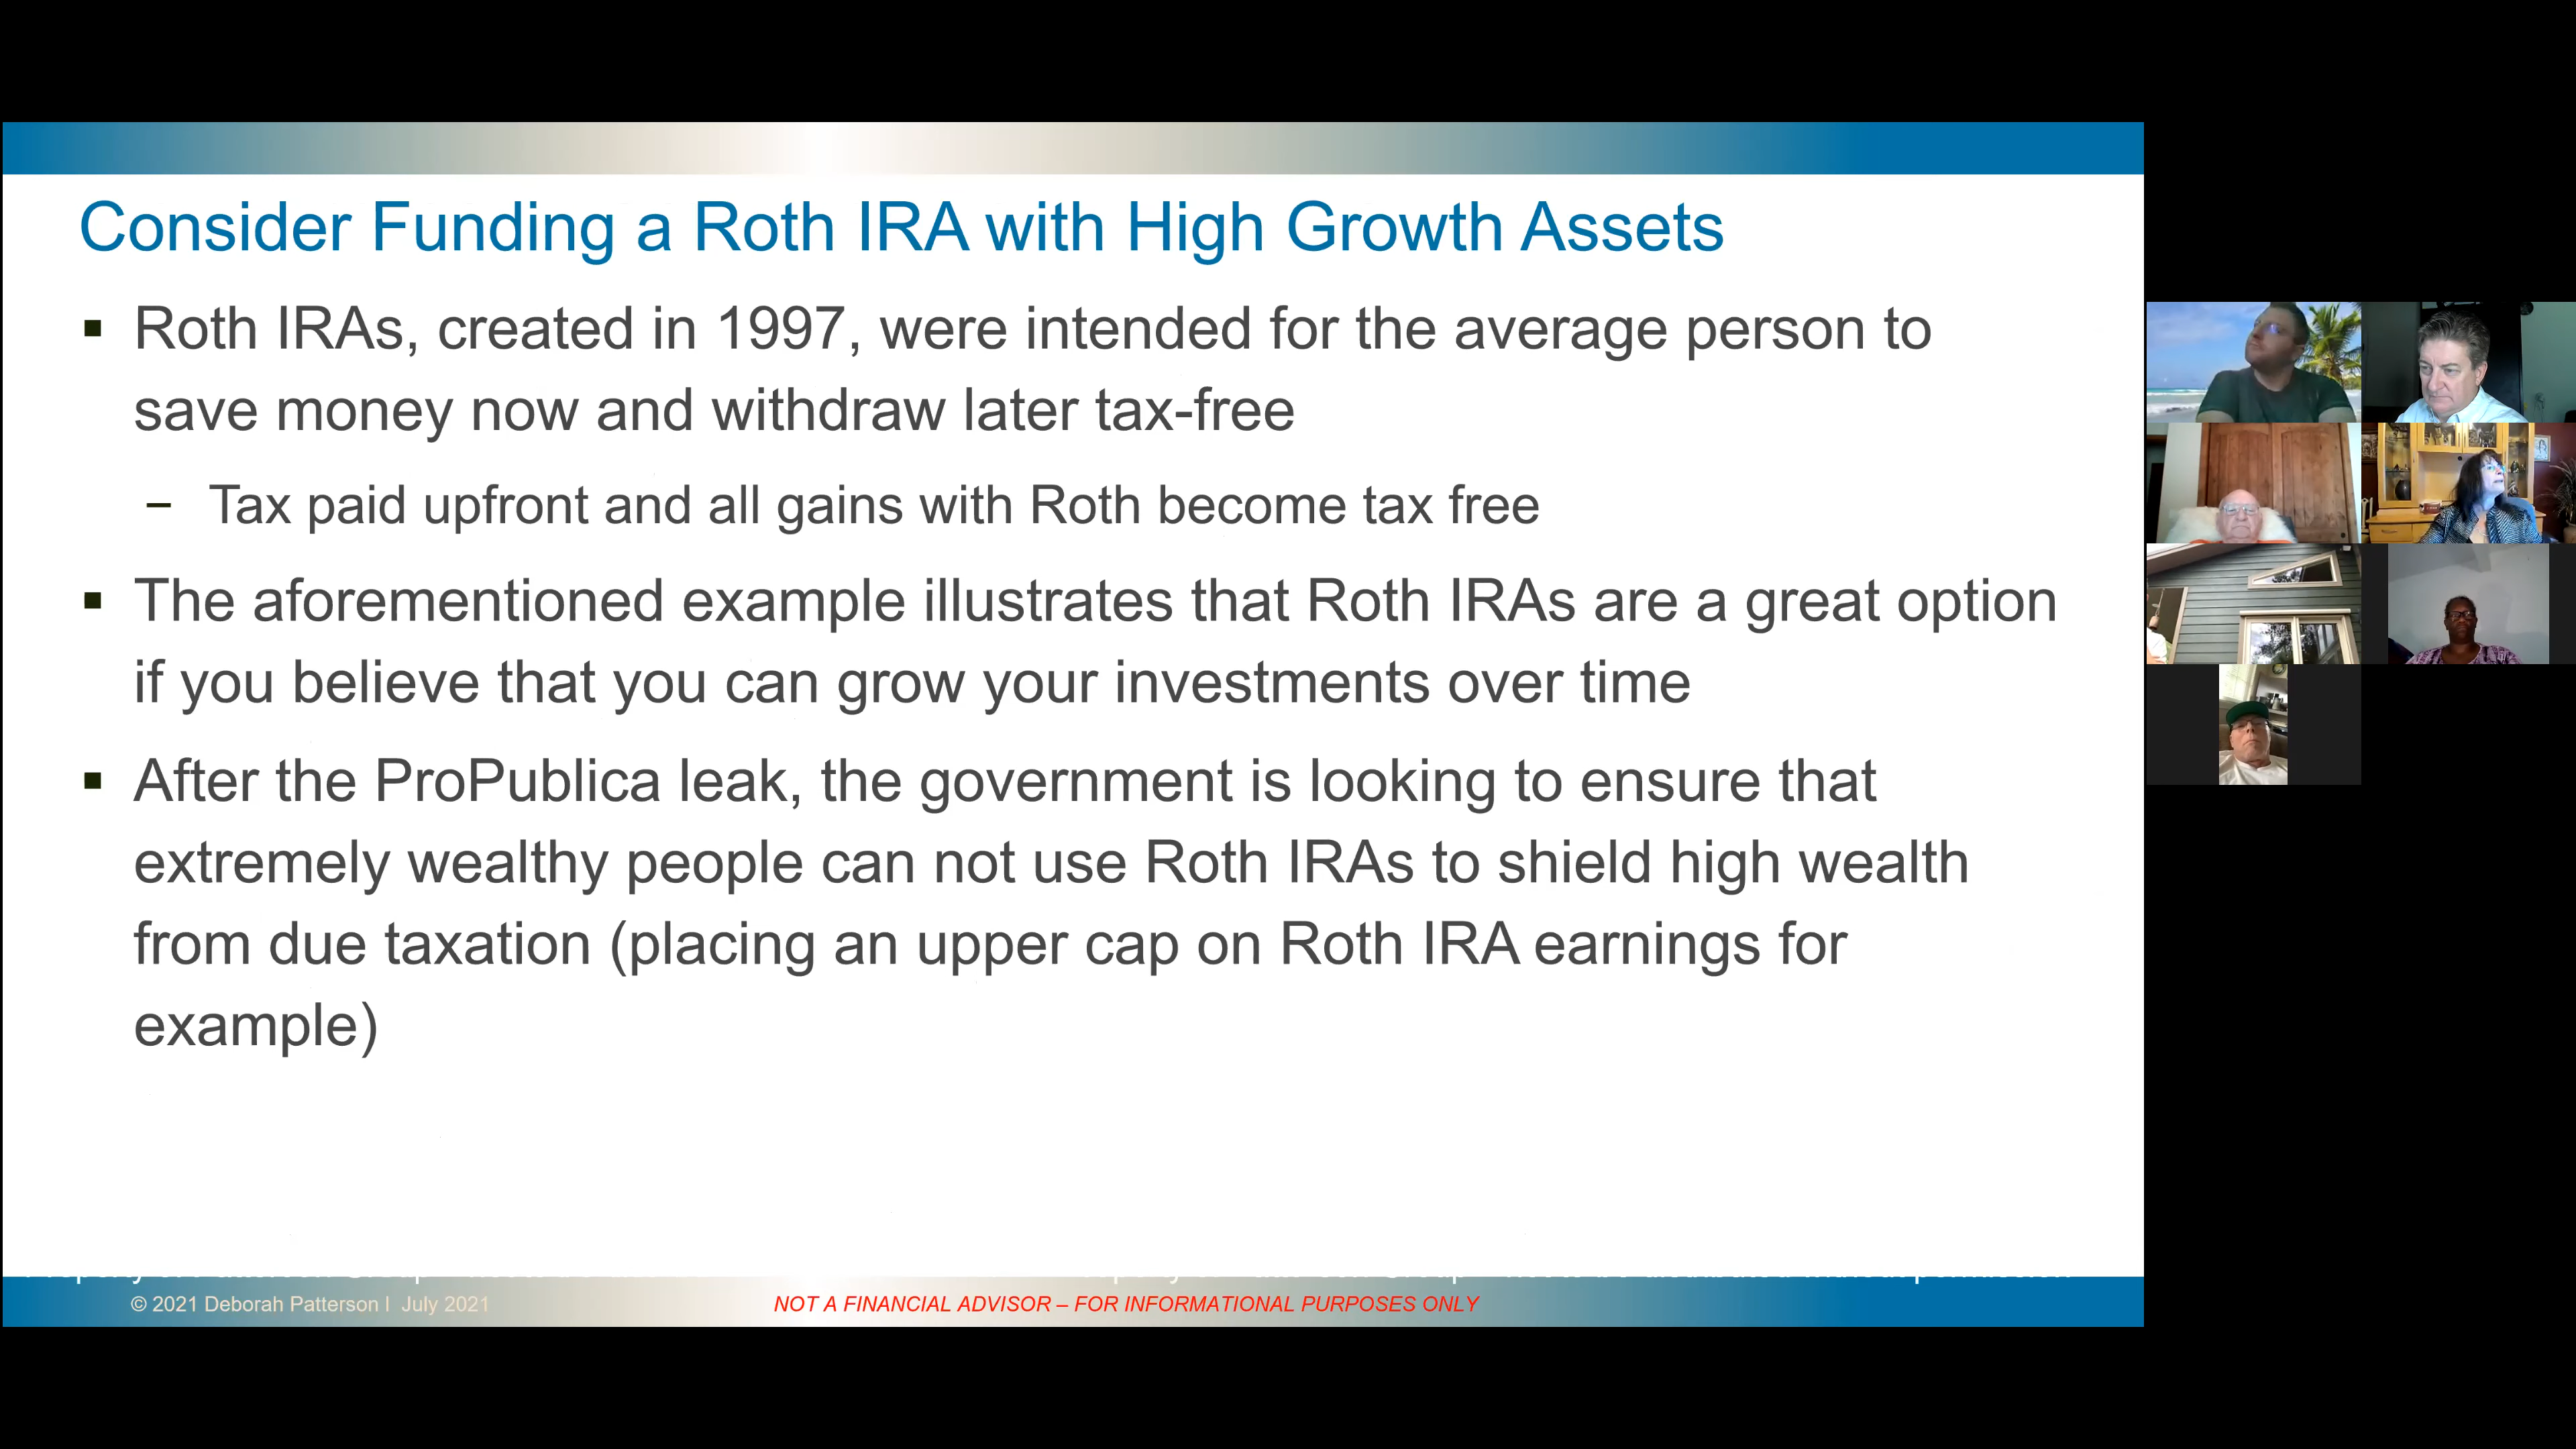 Consider Funding a Roth IRA with High Growth Assets
▪ Roth IRAs, created in 1997, were intended for the average person to
save money now and withdraw later tax-free
– Tax paid upfront and all gains with Roth become tax free
▪ The aforementioned example illustrates that Roth IRAs are a great option
if you believe that you can grow your investments over time
▪ After the ProPublica leak, the government is looking to ensure that
extremely wealthy people can not use Roth IRAs to shield high wealth
from due taxation (placing an upper cap on Roth IRA earnings for
example)
© 2021 Deborah Patterson I July 2021
NOT A FINANCIAL ADVISOR – FOR INFORMATIONAL PURPOSES ONLY